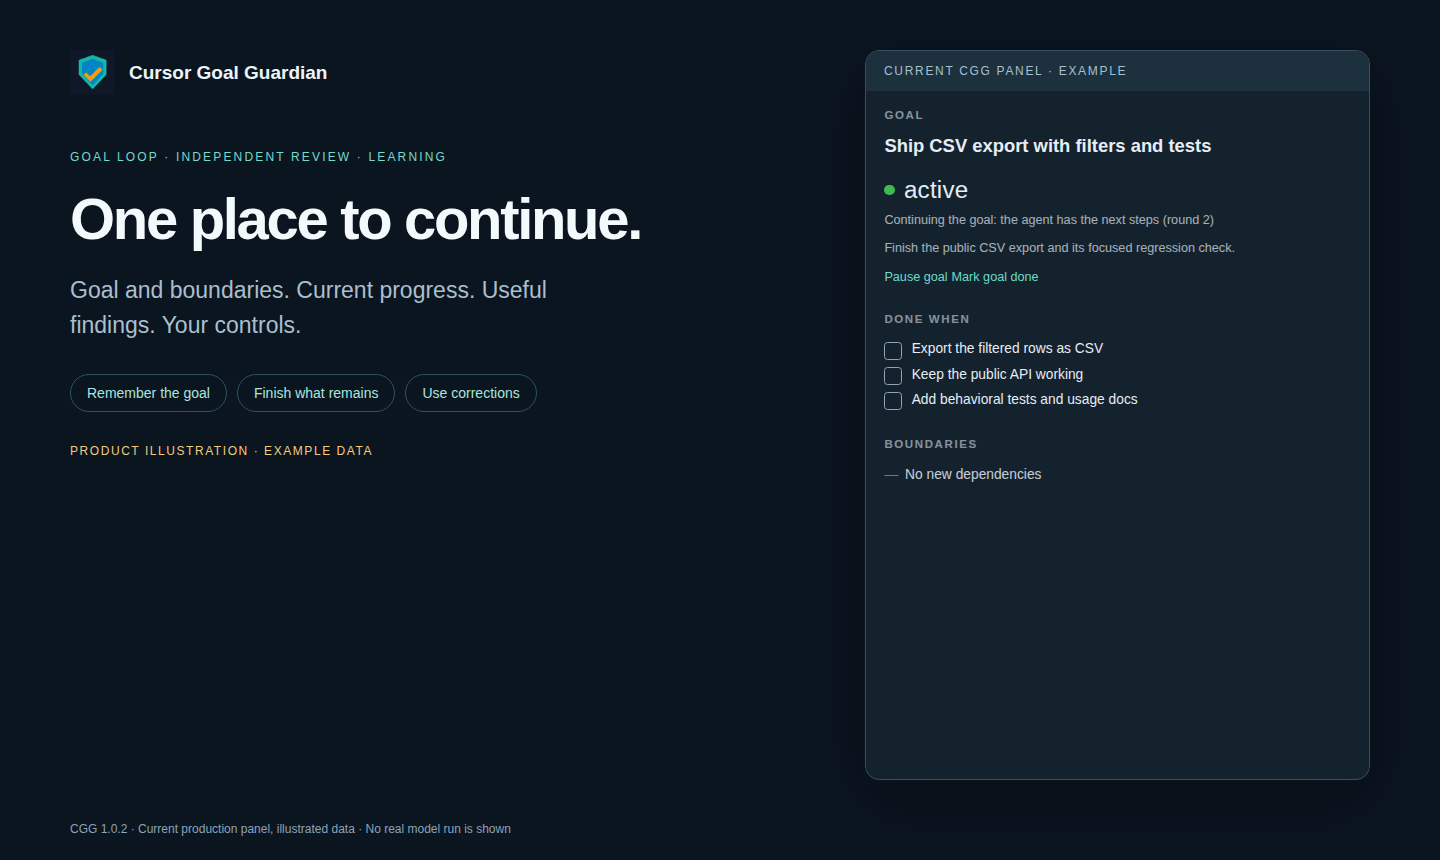 Cursor Goal Guardian
GOAL LOOP · INDEPENDENT REVIEW · LEARNING
One place to continue.
Goal and boundaries. Current progress. Useful
findings. Your controls.
Remember the goal
Finish what remains
Use corrections
PRODUCT ILLUSTRATION · EXAMPLE DATA
CURRENT CGG PANEL · EXAMPLE
GOAL
Ship CSV export with filters and tests
active
Continuing the goal: the agent has the next steps (round 2)
Finish the public CSV export and its focused regression check.
Pause goal Mark goal done
DONE WHEN
Export the filtered rows as CSV
Keep the public API working
Add behavioral tests and usage docs
BOUNDARIES
— No new dependencies
CGG 1.0.2 · Current production panel, illustrated data · No real model run is shown